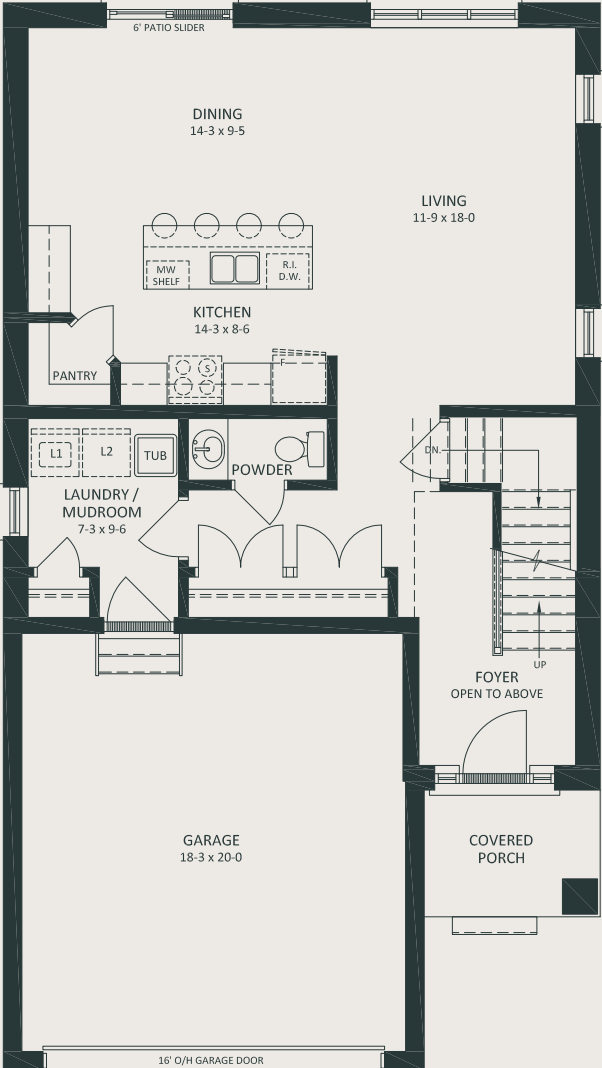 6' PATIO SLIDER
DINING
14-3 x 9-5
LIVING
11-9 x 18-0
MW
SHELF
R.I.
D.W.
KITCHEN
14-3 x 8-6
PANTRY
S
F
L1
L2
TUB
POWDER
DN.
LAUNDRY /
MUDROOM
7-3 x 9-6
UP
FOYER
OPEN TO ABOVE
GARAGE
18-3 x 20-0
COVERED
PORCH
16' O/H GARAGE DOOR